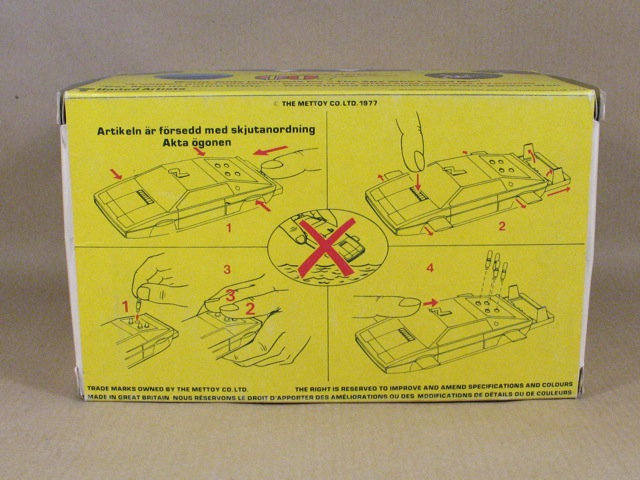 United Artists
© THE METTOY CO. LTD. 1977
Artikeln är försedd med skjutanordning
Akta ögonen
1
2
3
4
1
3
2
TRADE MARKS OWNED BY THE METTOY CO. LTD.
THE RIGHT IS RESERVED TO IMPROVE AND AMEND SPECIFICATIONS AND COLOURS
MADE IN GREAT BRITAIN
NOUS RÉSERVONS LE DROIT D'APPORTER DES AMÉLIORATIONS OU DES MODIFICATIONS DE DÉTAILS OU DE COULEURS